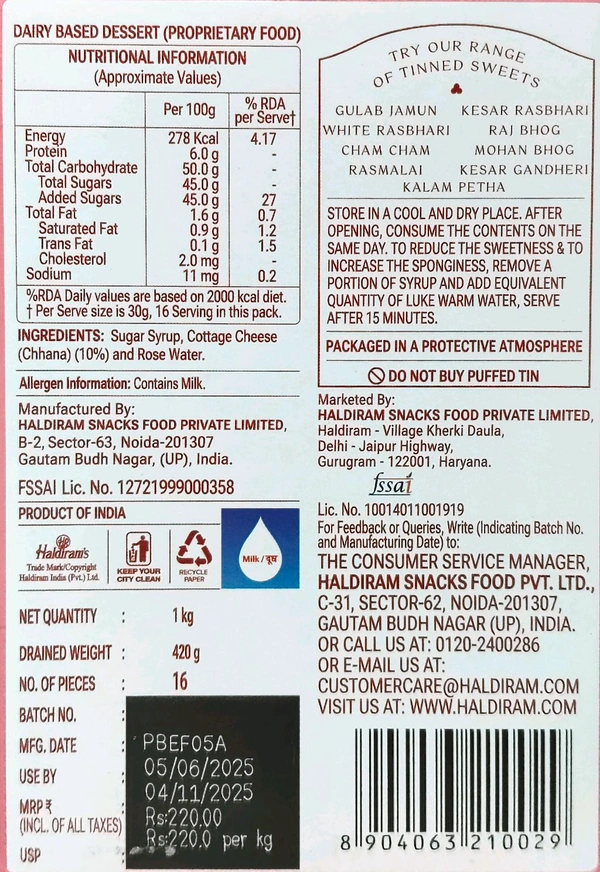 DAIRY BASED DESSERT (PROPRIETARY FOOD)
NUTRITIONAL INFORMATION
(Approximate Values)
Per 100g % RDA per Serve†
Energy 278 Kcal 4.17
Protein 6.0 g -
Total Carbohydrate 50.0 g -
Total Sugars 45.0 g -
Added Sugars 45.0 g 27
Total Fat 1.6 g 0.7
Saturated Fat 0.9 g 1.2
Trans Fat 0.1 g 1.5
Cholesterol 2.0 mg -
Sodium 11 mg 0.2
%RDA Daily values are based on 2000 kcal diet.
† Per Serve size is 30g, 16 Serving in this pack.
INGREDIENTS: Sugar Syrup, Cottage Cheese
(Chhana) (10%) and Rose Water.
Allergen Information: Contains Milk.
Manufactured By:
HALDIRAM SNACKS FOOD PRIVATE LIMITED,
B-2, Sector-63, Noida-201307
Gautam Budh Nagar, (UP), India.
FSSAI Lic. No. 12721999000358
PRODUCT OF INDIA
Haldiram's
Trade Mark/Copyright
Haldiram India (Pvt.) Ltd.
KEEP YOUR
CITY CLEAN
RECYCLE
PAPER
Milk / दूध
NET QUANTITY : 1 kg
DRAINED WEIGHT : 420 g
NO. OF PIECES : 16
BATCH NO. : PBEF05A
MFG. DATE : 05/06/2025
USE BY : 04/11/2025
MRP ₹ : Rs:220.00
(INCL. OF ALL TAXES)
USP : Rs:220.0 per kg
TRY OUR RANGE
OF TINNED SWEETS
GULAB JAMUN KESAR RASBHARI
WHITE RASBHARI RAJ BHOG
CHAM CHAM MOHAN BHOG
RASMALAI KESAR GANDHERI
KALAM PETHA
STORE IN A COOL AND DRY PLACE. AFTER
OPENING, CONSUME THE CONTENTS ON THE
SAME DAY. TO REDUCE THE SWEETNESS & TO
INCREASE THE SPONGINESS, REMOVE A
PORTION OF SYRUP AND ADD EQUIVALENT
QUANTITY OF LUKE WARM WATER, SERVE
AFTER 15 MINUTES.
PACKAGED IN A PROTECTIVE ATMOSPHERE
DO NOT BUY PUFFED TIN
Marketed By:
HALDIRAM SNACKS FOOD PRIVATE LIMITED,
Haldiram - Village Kherki Daula,
Delhi - Jaipur Highway,
Gurugram - 122001, Haryana.
fssai
Lic. No. 10014011001919
For Feedback or Queries, Write (Indicating Batch No.
and Manufacturing Date) to:
THE CONSUMER SERVICE MANAGER,
HALDIRAM SNACKS FOOD PVT. LTD.,
C-31, SECTOR-62, NOIDA-201307,
GAUTAM BUDH NAGAR (UP), INDIA.
OR CALL US AT: 0120-2400286
OR E-MAIL US AT:
CUSTOMERCARE@HALDIRAM.COM
VISIT US AT: WWW.HALDIRAM.COM
8 904063 210029